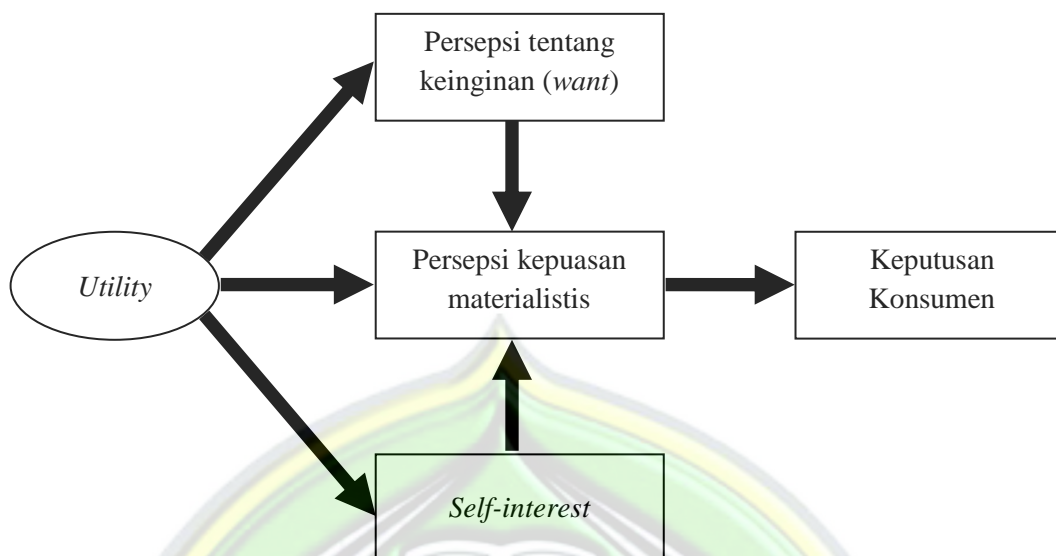 Persepsi tentang
keinginan (want)
Utility
Persepsi kepuasan
materialistis
Keputusan
Konsumen
Self-interest